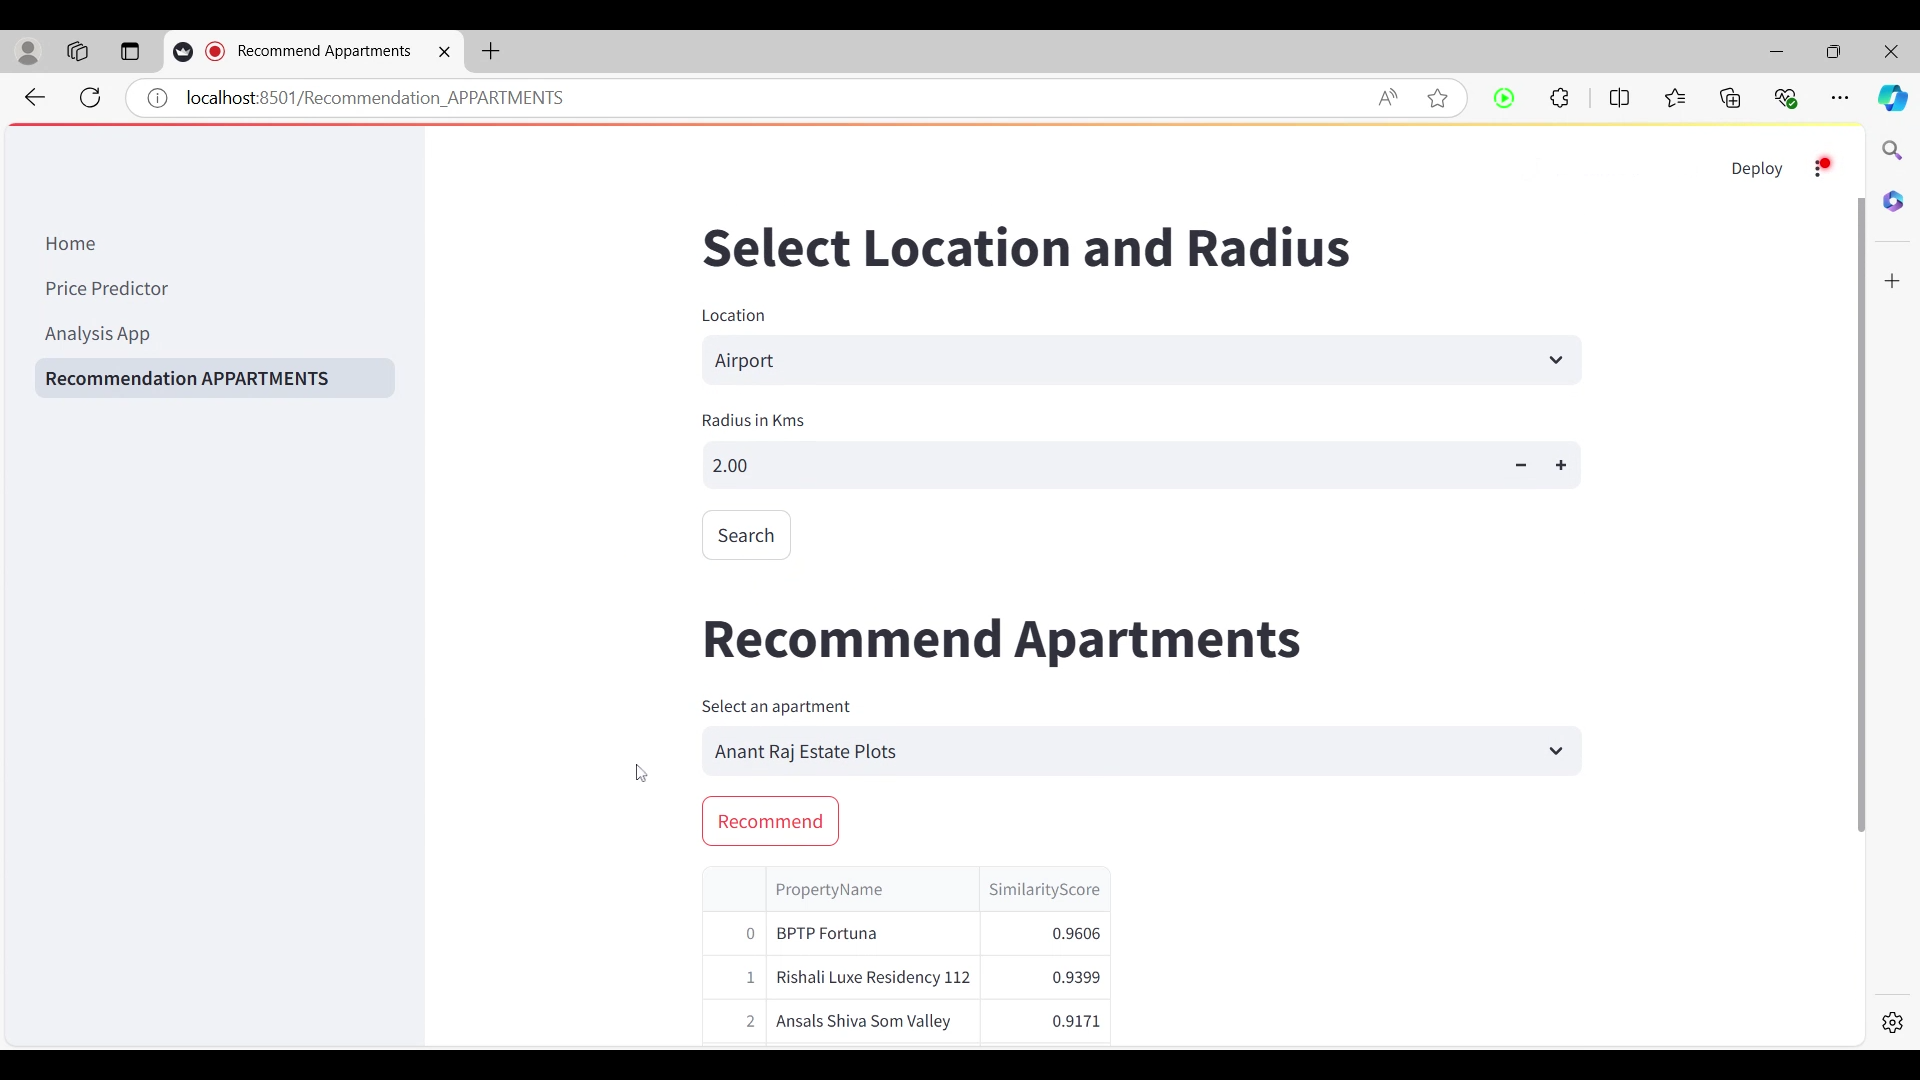 Recommend Appartments
localhost:8501/Recommendation_APPARTMENTS
Deploy
Home
Price Predictor
Analysis App
Recommendation APPARTMENTS
Select Location and Radius
Location
Airport
Radius in Kms
2.00
Search
Recommend Apartments
Select an apartment
Anant Raj Estate Plots
Recommend
PropertyName SimilarityScore
0 BPTP Fortuna 0.9606
1 Rishali Luxe Residency 112 0.9399
2 Ansals Shiva Som Valley 0.9171